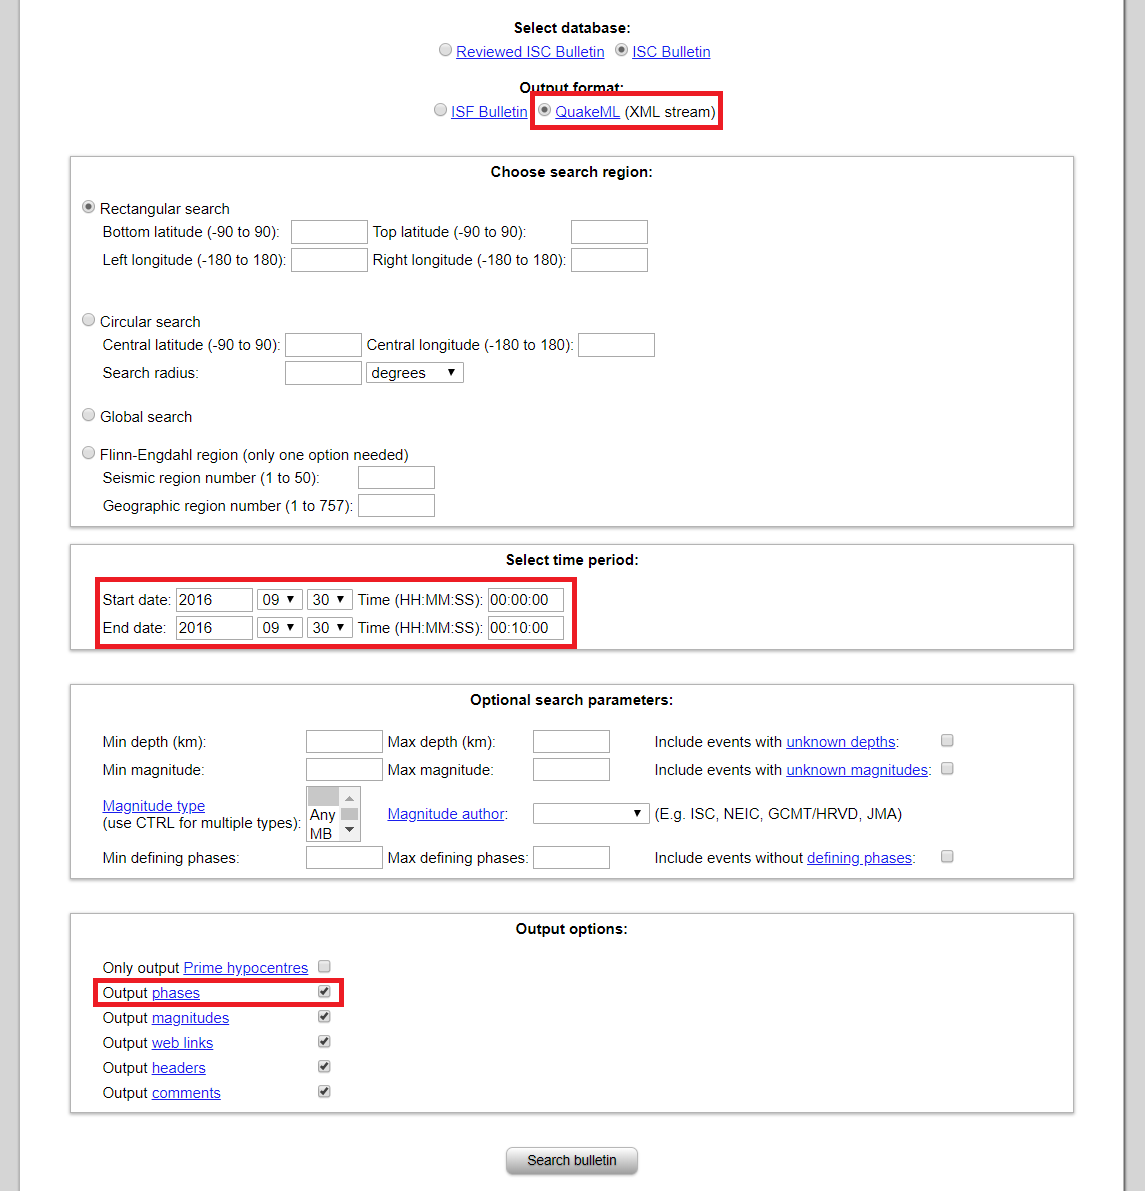 Select database:
Reviewed ISC Bulletin ISC Bulletin
Output format:
ISF Bulletin QuakeML (XML stream)
Choose search region:
Rectangular search
Bottom latitude (-90 to 90): Top latitude (-90 to 90):
Left longitude (-180 to 180): Right longitude (-180 to 180):
Circular search
Central latitude (-90 to 90): Central longitude (-180 to 180):
Search radius: degrees
Global search
Flinn-Engdahl region (only one option needed)
Seismic region number (1 to 50):
Geographic region number (1 to 757):
Select time period:
Start date: 2016 09 30 Time (HH:MM:SS): 00:00:00
End date: 2016 09 30 Time (HH:MM:SS): 00:10:00
Optional search parameters:
Min depth (km): Max depth (km): Include events with unknown depths:
Min magnitude: Max magnitude: Include events with unknown magnitudes:
Magnitude type
(use CTRL for multiple types): Any
MB
Magnitude author: (E.g. ISC, NEIC, GCMT/HRVD, JMA)
Min defining phases: Max defining phases: Include events without defining phases:
Output options:
Only output Prime hypocentres
Output phases
Output magnitudes
Output web links
Output headers
Output comments
Search bulletin